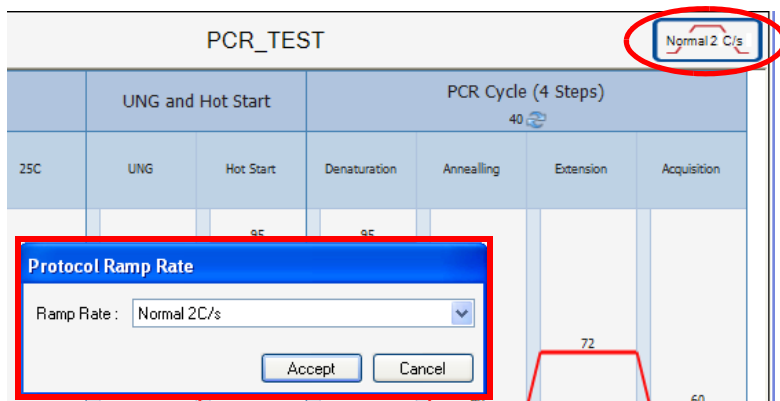 PCR_TEST
Normal 2 C/s
UNG and Hot Start
PCR Cycle (4 Steps)
40
25C
UNG
Hot Start
Denaturation
Annealling
Extension
Acquisition
95
95
Protocol Ramp Rate
Ramp Rate :
Normal 2C/s
Accept
Cancel
72
60